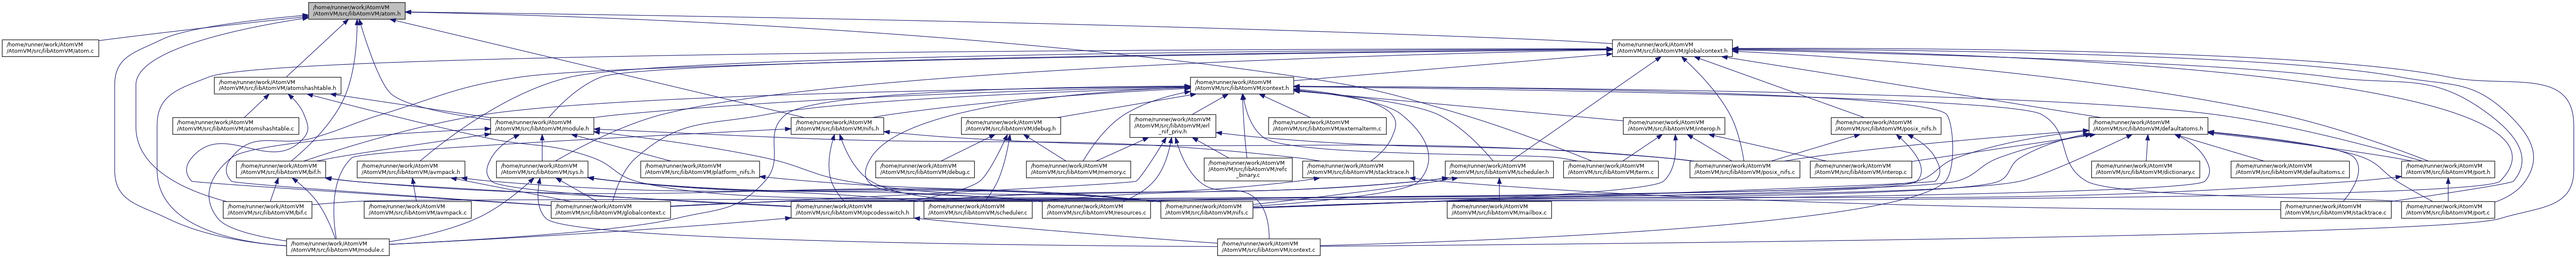 /home/runner/work/AtomVM
/AtomVM/src/libAtomVM/atom.h
/home/runner/work/AtomVM
/AtomVM/src/libAtomVM/atom.c
/home/runner/work/AtomVM
/AtomVM/src/libAtomVM/globalcontext.h
/home/runner/work/AtomVM
/AtomVM/src/libAtomVM/atomshashtable.h
/home/runner/work/AtomVM
/AtomVM/src/libAtomVM/context.h
/home/runner/work/AtomVM
/AtomVM/src/libAtomVM/atomshashtable.c
/home/runner/work/AtomVM
/AtomVM/src/libAtomVM/module.h
/home/runner/work/AtomVM
/AtomVM/src/libAtomVM/nifs.h
/home/runner/work/AtomVM
/AtomVM/src/libAtomVM/debug.h
/home/runner/work/AtomVM
/AtomVM/src/libAtomVM/erl
_nif_priv.h
/home/runner/work/AtomVM
/AtomVM/src/libAtomVM/externalterm.c
/home/runner/work/AtomVM
/AtomVM/src/libAtomVM/interop.h
/home/runner/work/AtomVM
/AtomVM/src/libAtomVM/posix_nifs.h
/home/runner/work/AtomVM
/AtomVM/src/libAtomVM/defaultatoms.h
/home/runner/work/AtomVM
/AtomVM/src/libAtomVM/bif.h
/home/runner/work/AtomVM
/AtomVM/src/libAtomVM/avmpack.h
/home/runner/work/AtomVM
/AtomVM/src/libAtomVM/sys.h
/home/runner/work/AtomVM
/AtomVM/src/libAtomVM/platform_nifs.h
/home/runner/work/AtomVM
/AtomVM/src/libAtomVM/debug.c
/home/runner/work/AtomVM
/AtomVM/src/libAtomVM/memory.c
/home/runner/work/AtomVM
/AtomVM/src/libAtomVM/refc
_binary.c
/home/runner/work/AtomVM
/AtomVM/src/libAtomVM/stacktrace.h
/home/runner/work/AtomVM
/AtomVM/src/libAtomVM/scheduler.h
/home/runner/work/AtomVM
/AtomVM/src/libAtomVM/term.c
/home/runner/work/AtomVM
/AtomVM/src/libAtomVM/posix_nifs.c
/home/runner/work/AtomVM
/AtomVM/src/libAtomVM/interop.c
/home/runner/work/AtomVM
/AtomVM/src/libAtomVM/dictionary.c
/home/runner/work/AtomVM
/AtomVM/src/libAtomVM/defaultatoms.c
/home/runner/work/AtomVM
/AtomVM/src/libAtomVM/port.h
/home/runner/work/AtomVM
/AtomVM/src/libAtomVM/bif.c
/home/runner/work/AtomVM
/AtomVM/src/libAtomVM/avmpack.c
/home/runner/work/AtomVM
/AtomVM/src/libAtomVM/globalcontext.c
/home/runner/work/AtomVM
/AtomVM/src/libAtomVM/opcodesswitch.h
/home/runner/work/AtomVM
/AtomVM/src/libAtomVM/scheduler.c
/home/runner/work/AtomVM
/AtomVM/src/libAtomVM/resources.c
/home/runner/work/AtomVM
/AtomVM/src/libAtomVM/nifs.c
/home/runner/work/AtomVM
/AtomVM/src/libAtomVM/mailbox.c
/home/runner/work/AtomVM
/AtomVM/src/libAtomVM/stacktrace.c
/home/runner/work/AtomVM
/AtomVM/src/libAtomVM/port.c
/home/runner/work/AtomVM
/AtomVM/src/libAtomVM/module.c
/home/runner/work/AtomVM
/AtomVM/src/libAtomVM/context.c